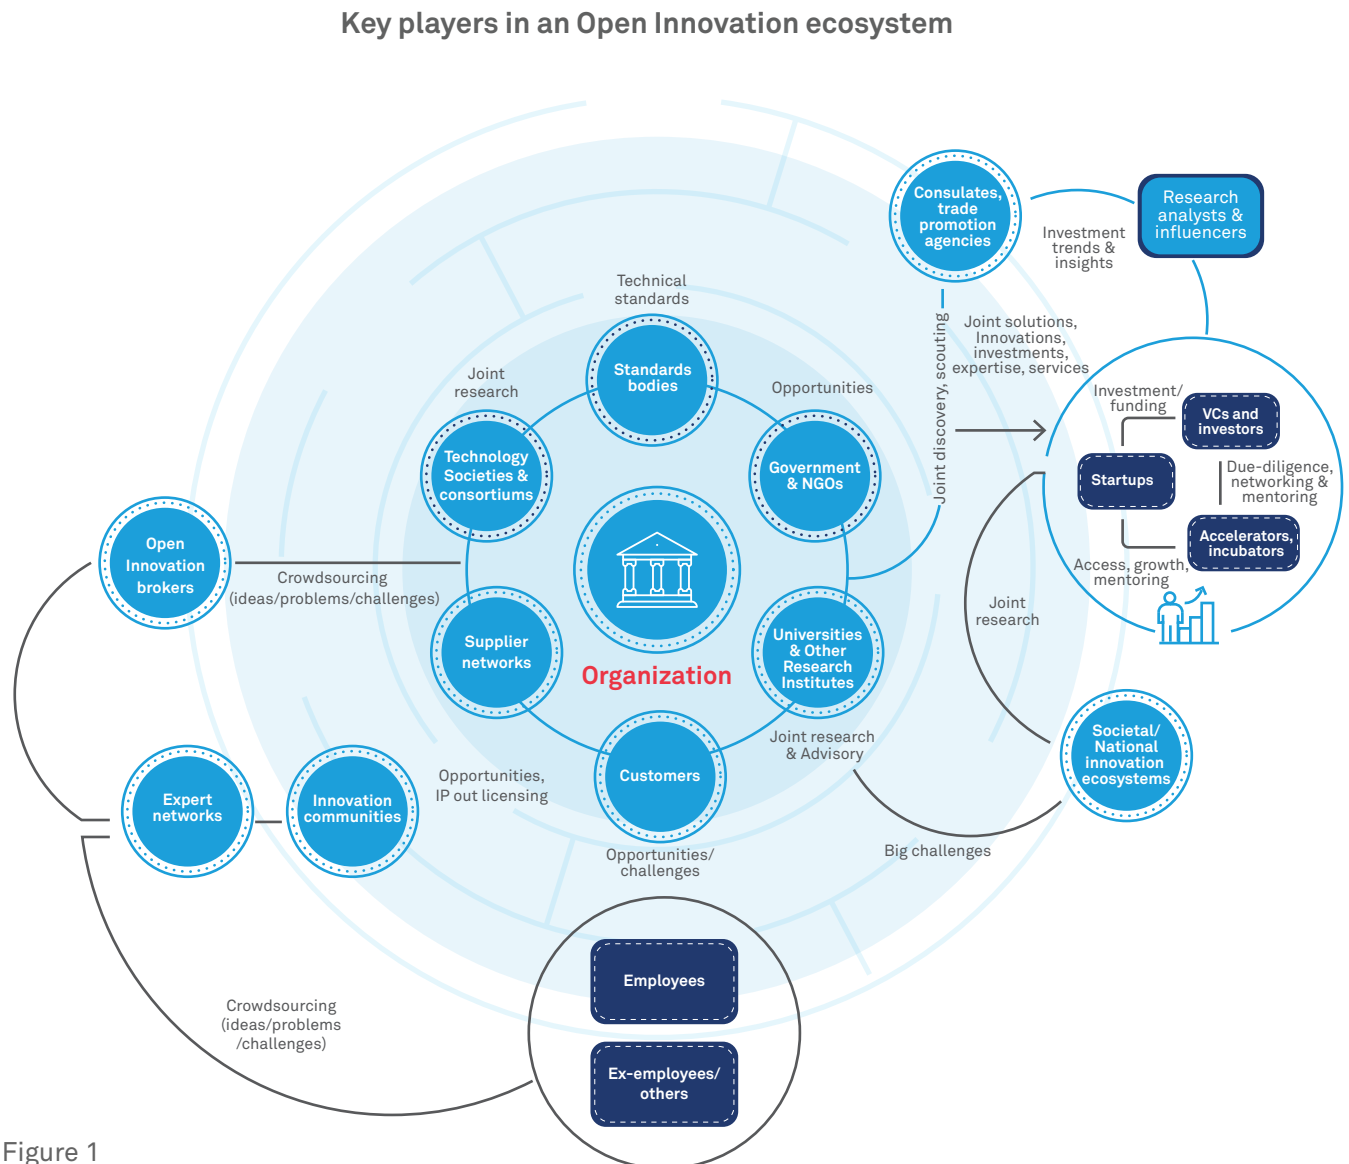 Key players in an Open Innovation ecosystem
Consulates,
trade
promotion
agencies
Research
analysts &
influencers
Investment
trends &
insights
Technical
standards
Standards
bodies
Joint
research
Opportunities
Technology
Societies &
consortiums
Government
& NGOs
Joint discovery, scouting
Joint solutions,
Innovations,
investments,
expertise, services
Investment/
funding
VCs and
investors
Startups
Due-diligence,
networking &
mentoring
Accelerators,
incubators
Access, growth,
mentoring
Open
Innovation
brokers
Crowdsourcing
(ideas/problems/challenges)
Supplier
networks
Organization
Universities
& Other
Research
Institutes
Joint
research
Joint research
& Advisory
Societal/
National
innovation
ecosystems
Customers
Opportunities,
IP out licensing
Expert
networks
Innovation
communities
Opportunities/
challenges
Big challenges
Employees
Crowdsourcing
(ideas/problems
/challenges)
Ex-employees/
others
Figure 1